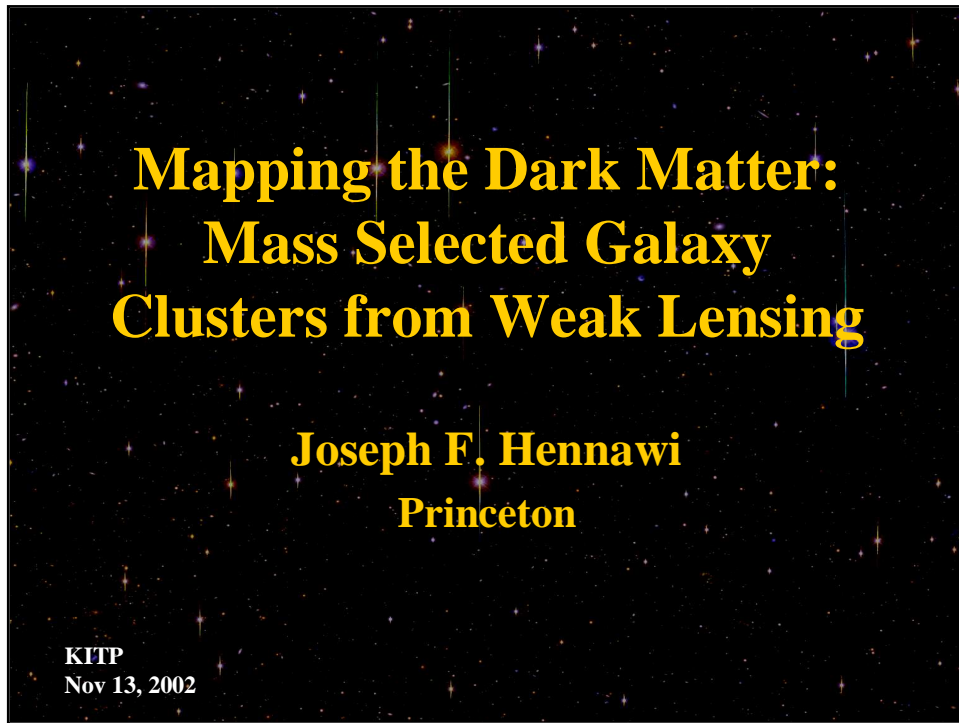 Mapping the Dark Matter:
Mass Selected Galaxy
Clusters from Weak Lensing
Joseph F. Hennawi
Princeton
KITP
Nov 13, 2002